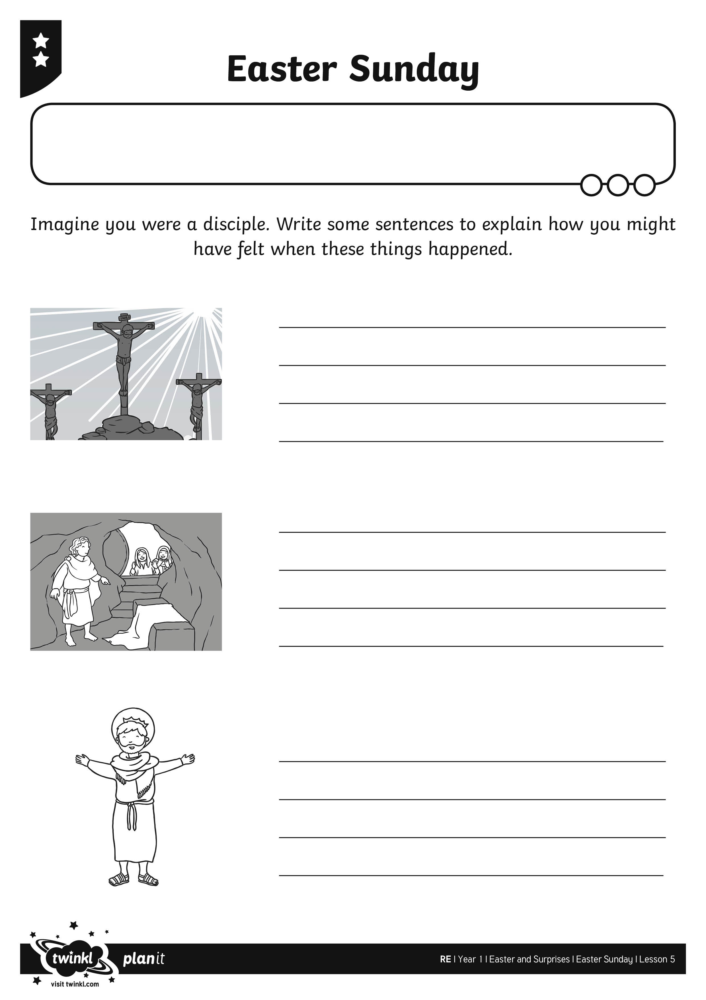 Easter Sunday
Imagine you were a disciple. Write some sentences to explain how you might
have felt when these things happened.
INRI
twinkl
planit
visit twinkl.com
RE | Year 1 | Easter and Surprises | Easter Sunday | Lesson 5